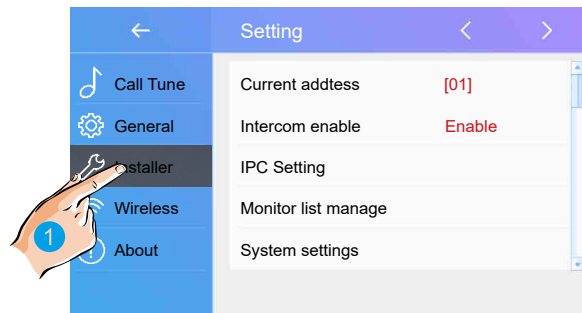 Setting
Call Tune
Current addtess [01]
General
Intercom enable Enable
Installer
IPC Setting
Wireless
Monitor list manage
About
System settings
1